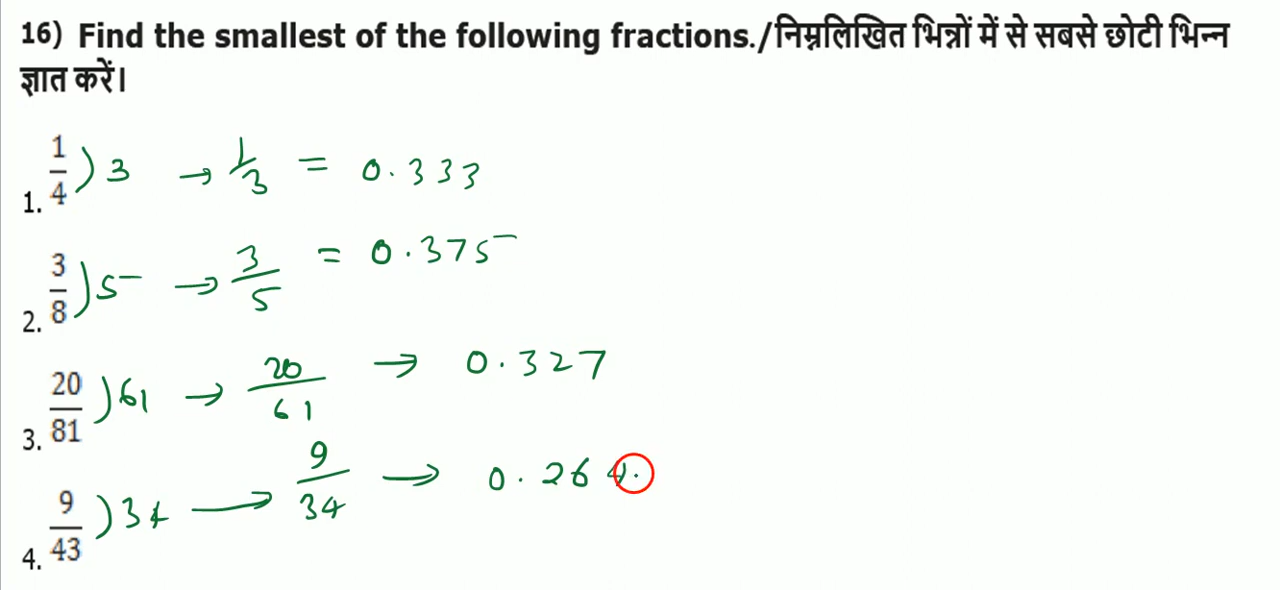 16) Find the smallest of the following fractions./निम्नलिखित भिन्नों में से सबसे छोटी भिन्न
ज्ञात करें।
1. 1/4 ) 3 → 1/3 = 0.333
2. 3/8 ) 5 → 3/5 = 0.375
3. 20/81 ) 61 → 20/61 → 0.327
4. 9/43 ) 34 → 9/34 → 0.264.